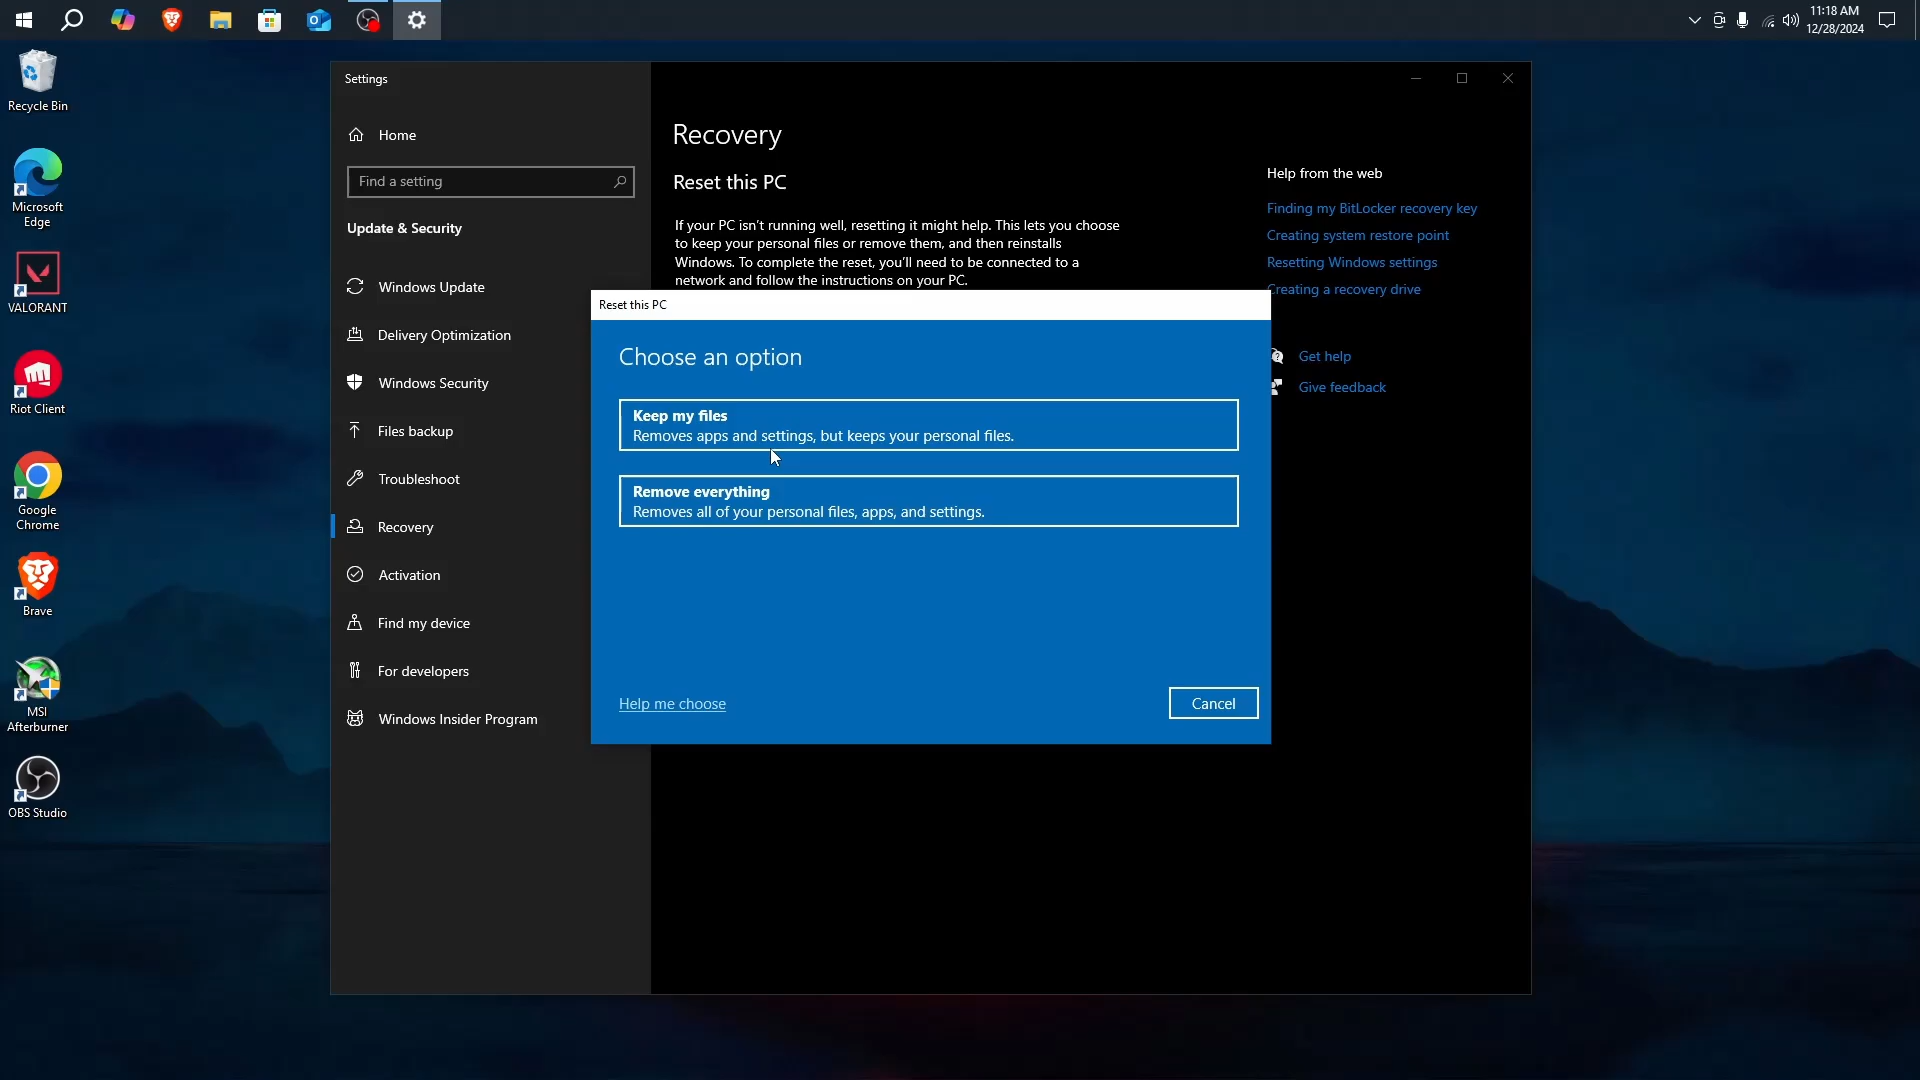 11:18 AM
12/28/2024
Recycle Bin
Microsoft
Edge
VALORANT
Riot Client
Google
Chrome
Brave
MSI
Afterburner
OBS Studio
Settings
Home
Find a setting
Update & Security
Windows Update
Delivery Optimization
Windows Security
Files backup
Troubleshoot
Recovery
Activation
Find my device
For developers
Windows Insider Program
Recovery
Reset this PC
If your PC isn't running well, resetting it might help. This lets you choose
to keep your personal files or remove them, and then reinstalls
Windows. To complete the reset, you'll need to be connected to a
network and follow the instructions on your PC.
Reset this PC
Choose an option
Keep my files
Removes apps and settings, but keeps your personal files.
Remove everything
Removes all of your personal files, apps, and settings.
Help me choose
Cancel
Help from the web
Finding my BitLocker recovery key
Creating system restore point
Resetting Windows settings
Creating a recovery drive
Get help
Give feedback